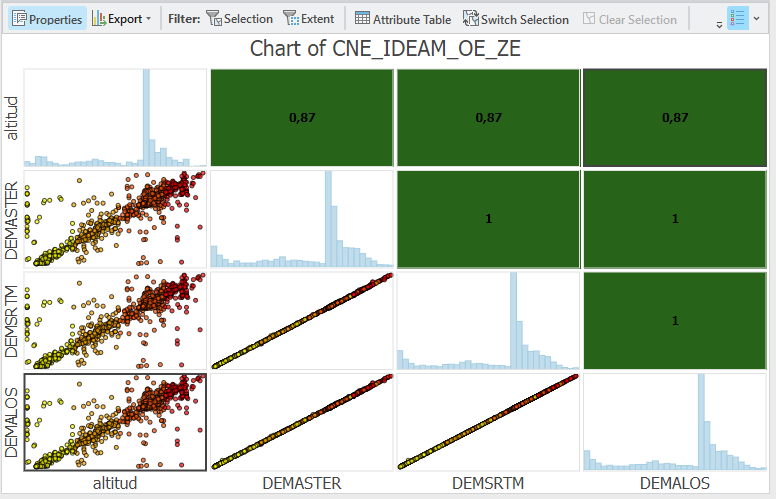 Properties Export Filter: Selection Extent Attribute Table Switch Selection Clear Selection
Chart of CNE_IDEAM_OE_ZE
altitud 0,87 0,87 0,87
DEMASTER 1 1
DEMSRTM 1
DEMALOS
altitud DEMASTER DEMSRTM DEMALOS